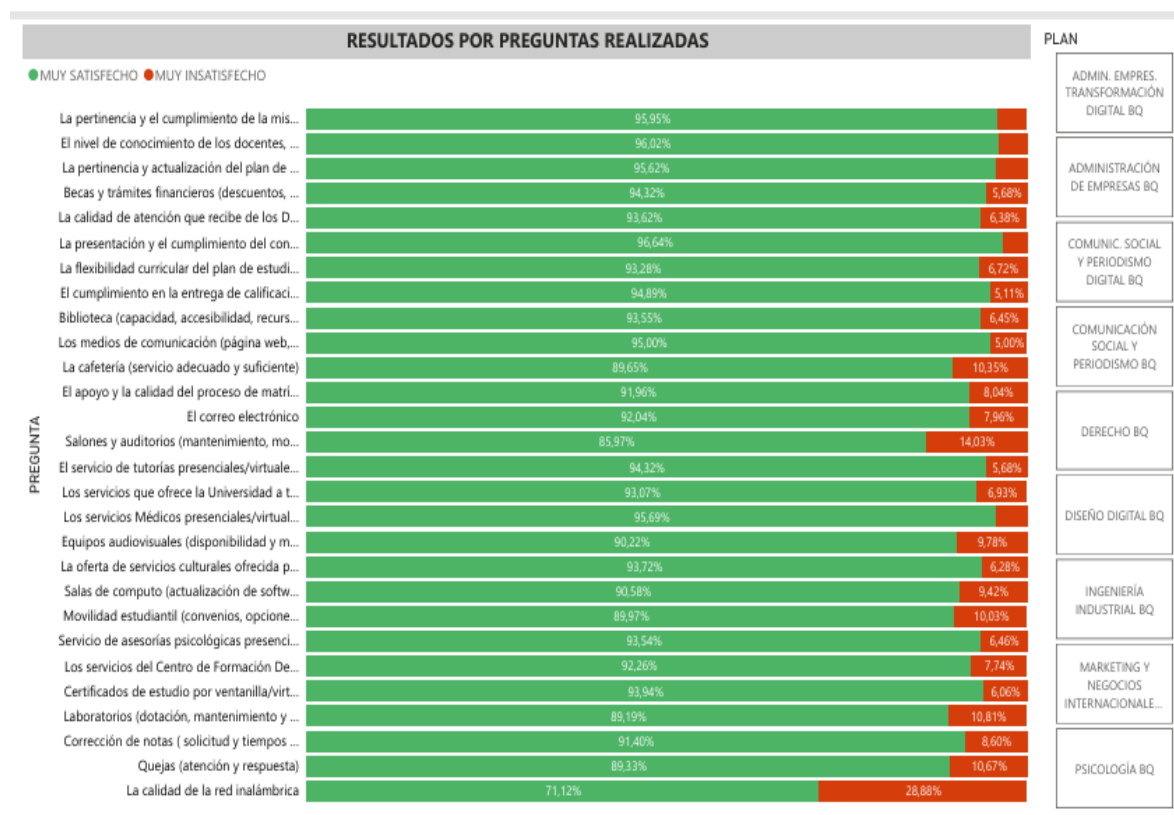 RESULTADOS POR PREGUNTAS REALIZADAS
MUY SATISFECHO MUY INSATISFECHO
PREGUNTA
La pertinencia y el cumplimiento de la mis... 95,95%
El nivel de conocimiento de los docentes, ... 96,02%
La pertinencia y actualización del plan de ... 95,62%
Becas y trámites financieros (descuentos, ... 94,32% 5,68%
La calidad de atención que recibe de los D... 93,62% 6,38%
La presentación y el cumplimiento del con... 96,64%
La flexibilidad curricular del plan de estudi... 93,28% 6,72%
El cumplimiento en la entrega de calificaci... 94,89% 5,11%
Biblioteca (capacidad, accesibilidad, recurs... 93,55% 6,45%
Los medios de comunicación (página web,... 95,00% 5,00%
La cafetería (servicio adecuado y suficiente) 89,65% 10,35%
El apoyo y la calidad del proceso de matri... 91,96% 8,04%
El correo electrónico 92,04% 7,96%
Salones y auditorios (mantenimiento, mo... 85,97% 14,03%
El servicio de tutorías presenciales/virtuale... 94,32% 5,68%
Los servicios que ofrece la Universidad a t... 93,07% 6,93%
Los servicios Médicos presenciales/virtual... 95,69%
Equipos audiovisuales (disponibilidad y m... 90,22% 9,78%
La oferta de servicios culturales ofrecida p... 93,72% 6,28%
Salas de computo (actualización de softw... 90,58% 9,42%
Movilidad estudiantil (convenios, opcione... 89,97% 10,03%
Servicio de asesorías psicológicas presenci... 93,54% 6,46%
Los servicios del Centro de Formación De... 92,26% 7,74%
Certificados de estudio por ventanilla/virt... 93,94% 6,06%
Laboratorios (dotación, mantenimiento y ... 89,19% 10,81%
Corrección de notas ( solicitud y tiempos ... 91,40% 8,60%
Quejas (atención y respuesta) 89,33% 10,67%
La calidad de la red inalámbrica 71,12% 28,88%
PLAN
ADMIN. EMPRES.
TRANSFORMACIÓN
DIGITAL BQ
ADMINISTRACIÓN
DE EMPRESAS BQ
COMUNIC. SOCIAL
Y PERIODISMO
DIGITAL BQ
COMUNICACIÓN
SOCIAL Y
PERIODISMO BQ
DERECHO BQ
DISEÑO DIGITAL BQ
INGENIERÍA
INDUSTRIAL BQ
MARKETING Y
NEGOCIOS
INTERNACIONALE...
PSICOLOGÍA BQ